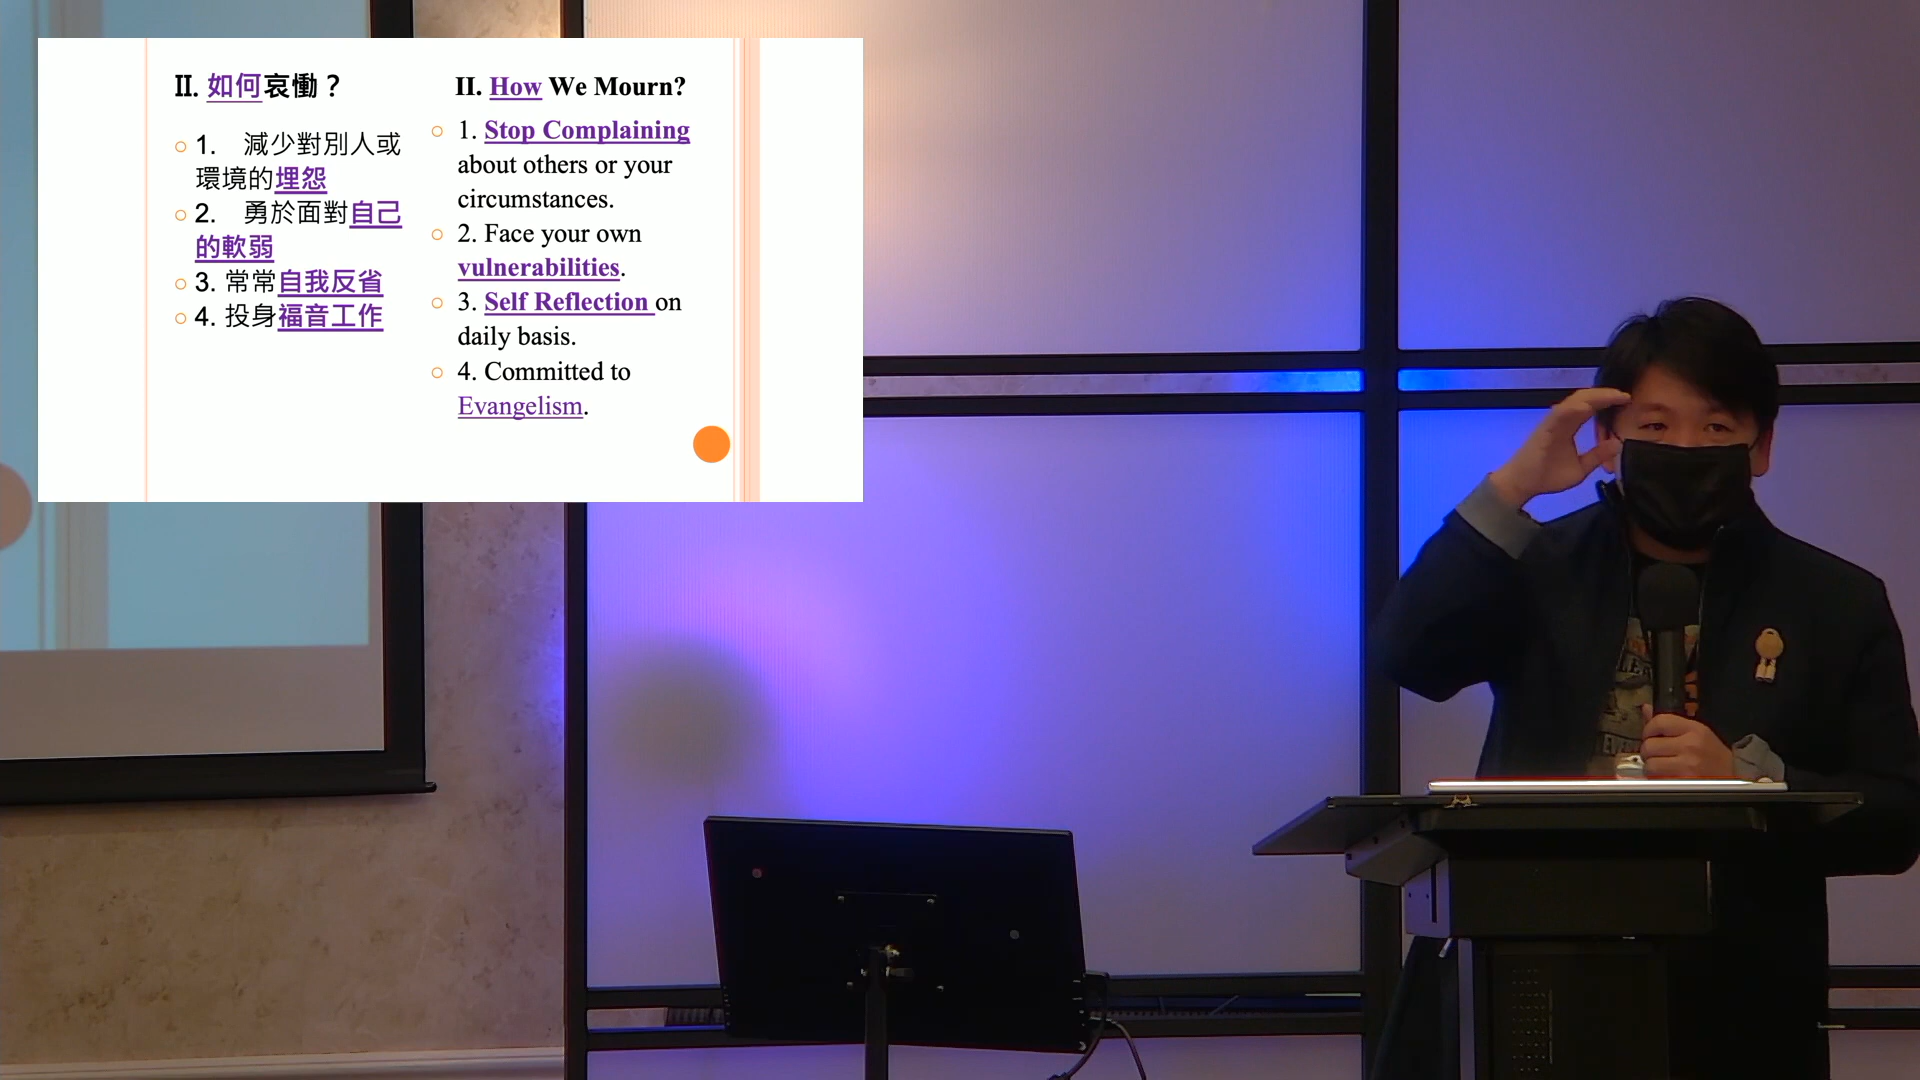 II. 如何哀慟？
1. 減少對別人或
環境的埋怨
2. 勇於面對自己
的軟弱
3. 常常自我反省
4. 投身福音工作
II. How We Mourn?
1. Stop Complaining
about others or your
circumstances.
2. Face your own
vulnerabilities.
3. Self Reflection on
daily basis.
4. Committed to
Evangelism.